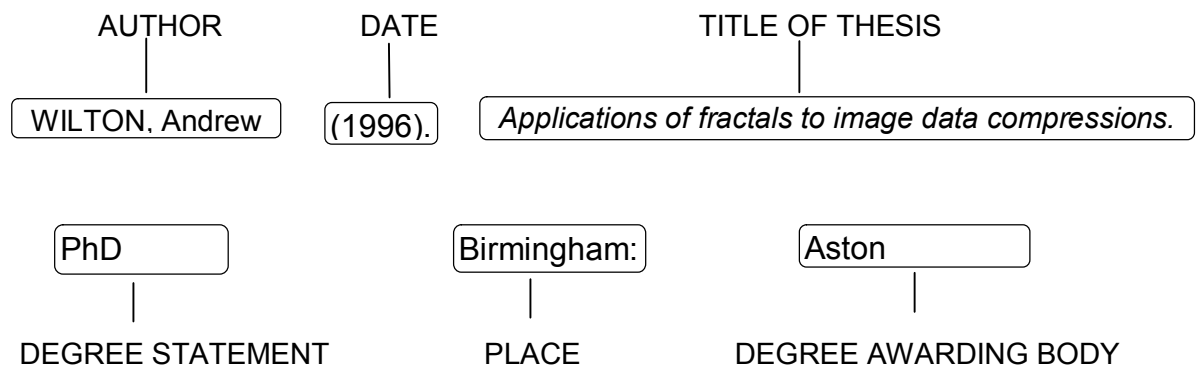 AUTHOR DATE TITLE OF THESIS
WILTON, Andrew (1996). Applications of fractals to image data compressions.
PhD Birmingham: Aston
DEGREE STATEMENT PLACE DEGREE AWARDING BODY